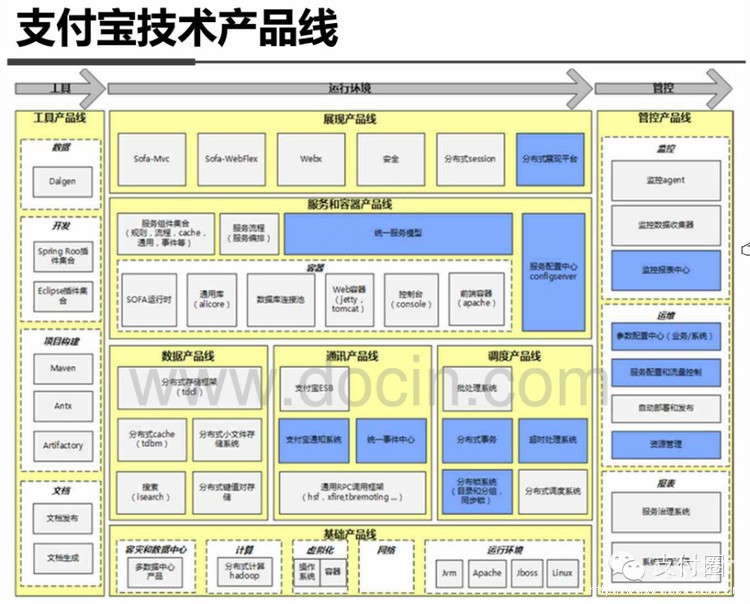 支付宝技术产品线
工具
运行环境
管控
工具产品线
数据
Dalgen
开发
Spring Roo插
件集合
Eclipse插件集
合
项目构建
Maven
Antx
Artifactory
文档
文档发布
文档生成
展现产品线
Sofa-Mvc
Sofa-WebFlex
Webx
安全
分布式session
分布式展现平台
服务和容器产品线
服务组件集合
（规则，流程，cache，
通用，事件等）
服务流程
（服务编排）
统一服务模型
服务配置中心
configserver
容器
SOFA运行时
通用库
（alicore）
数据库连接池
Web容器
（jetty，
tomcat）
控制台
（console）
前端容器
（apache）
数据产品线
分布式存储框架
（tddl）
分布式cache
（tdbm）
分布式小文件存
储系统
搜索
（isearch）
分布式键值对存
储
通讯产品线
支付宝ESB
支付宝通知系统
统一事件中心
通用RPC调用框架
（hsf，xfire,tbremoting ...）
调度产品线
批处理系统
分布式事务
超时处理系统
分布锁系统
（目录和分组，
同步锁）
分布式调度系统
基础产品线
容灾和数据中心
多数据中心
产品
计算
分布式计算
hadoop
虚拟化
操作
系统
容器
网络
运行环境
Jvm
Apache
Jboss
Linux
管控产品线
监控
监控agent
监控数据收集器
监控报表中心
运维
参数配置中心（业务/系统）
服务配置和流量控制
自动部署和发布
资源管理
报表
服务治理系统
系统
www.docin.com
支付圈